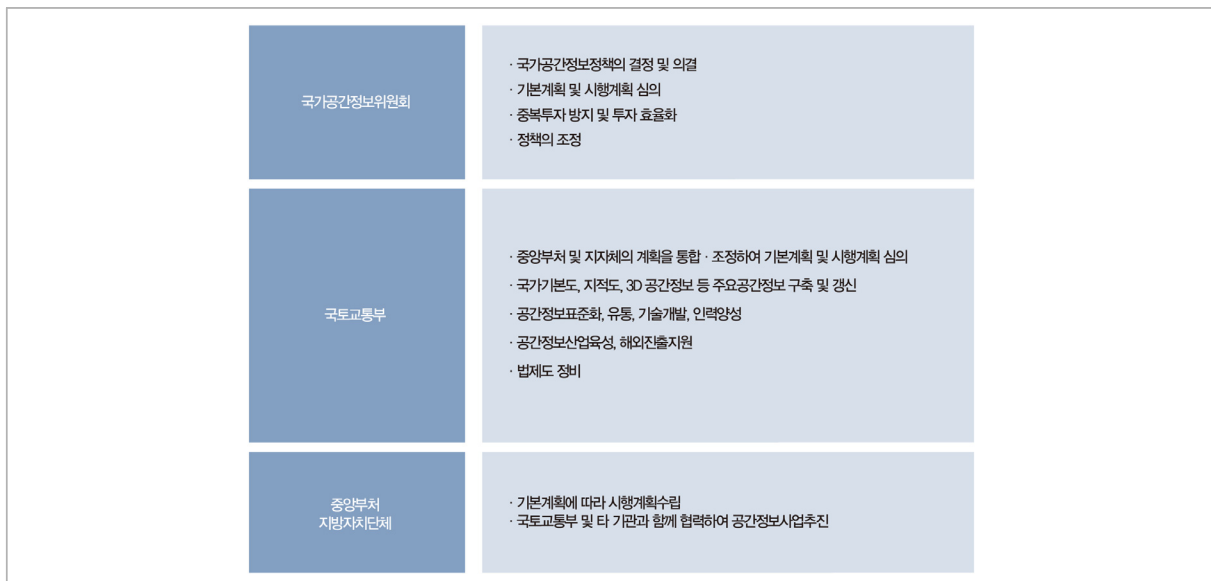 국가공간정보위원회
· 국가공간정보정책의 결정 및 의결
· 기본계획 및 시행계획 심의
· 중복투자 방지 및 투자 효율화
· 정책의 조정
국토교통부
· 중앙부처 및 지자체의 계획을 통합 · 조정하여 기본계획 및 시행계획 심의
· 국가기본도, 지적도, 3D 공간정보 등 주요공간정보 구축 및 갱신
· 공간정보표준화, 유통, 기술개발, 인력양성
· 공간정보산업육성, 해외진출지원
· 법제도 정비
중앙부처
지방자치단체
· 기본계획에 따라 시행계획수립
· 국토교통부 및 타 기관과 함께 협력하여 공간정보사업추진